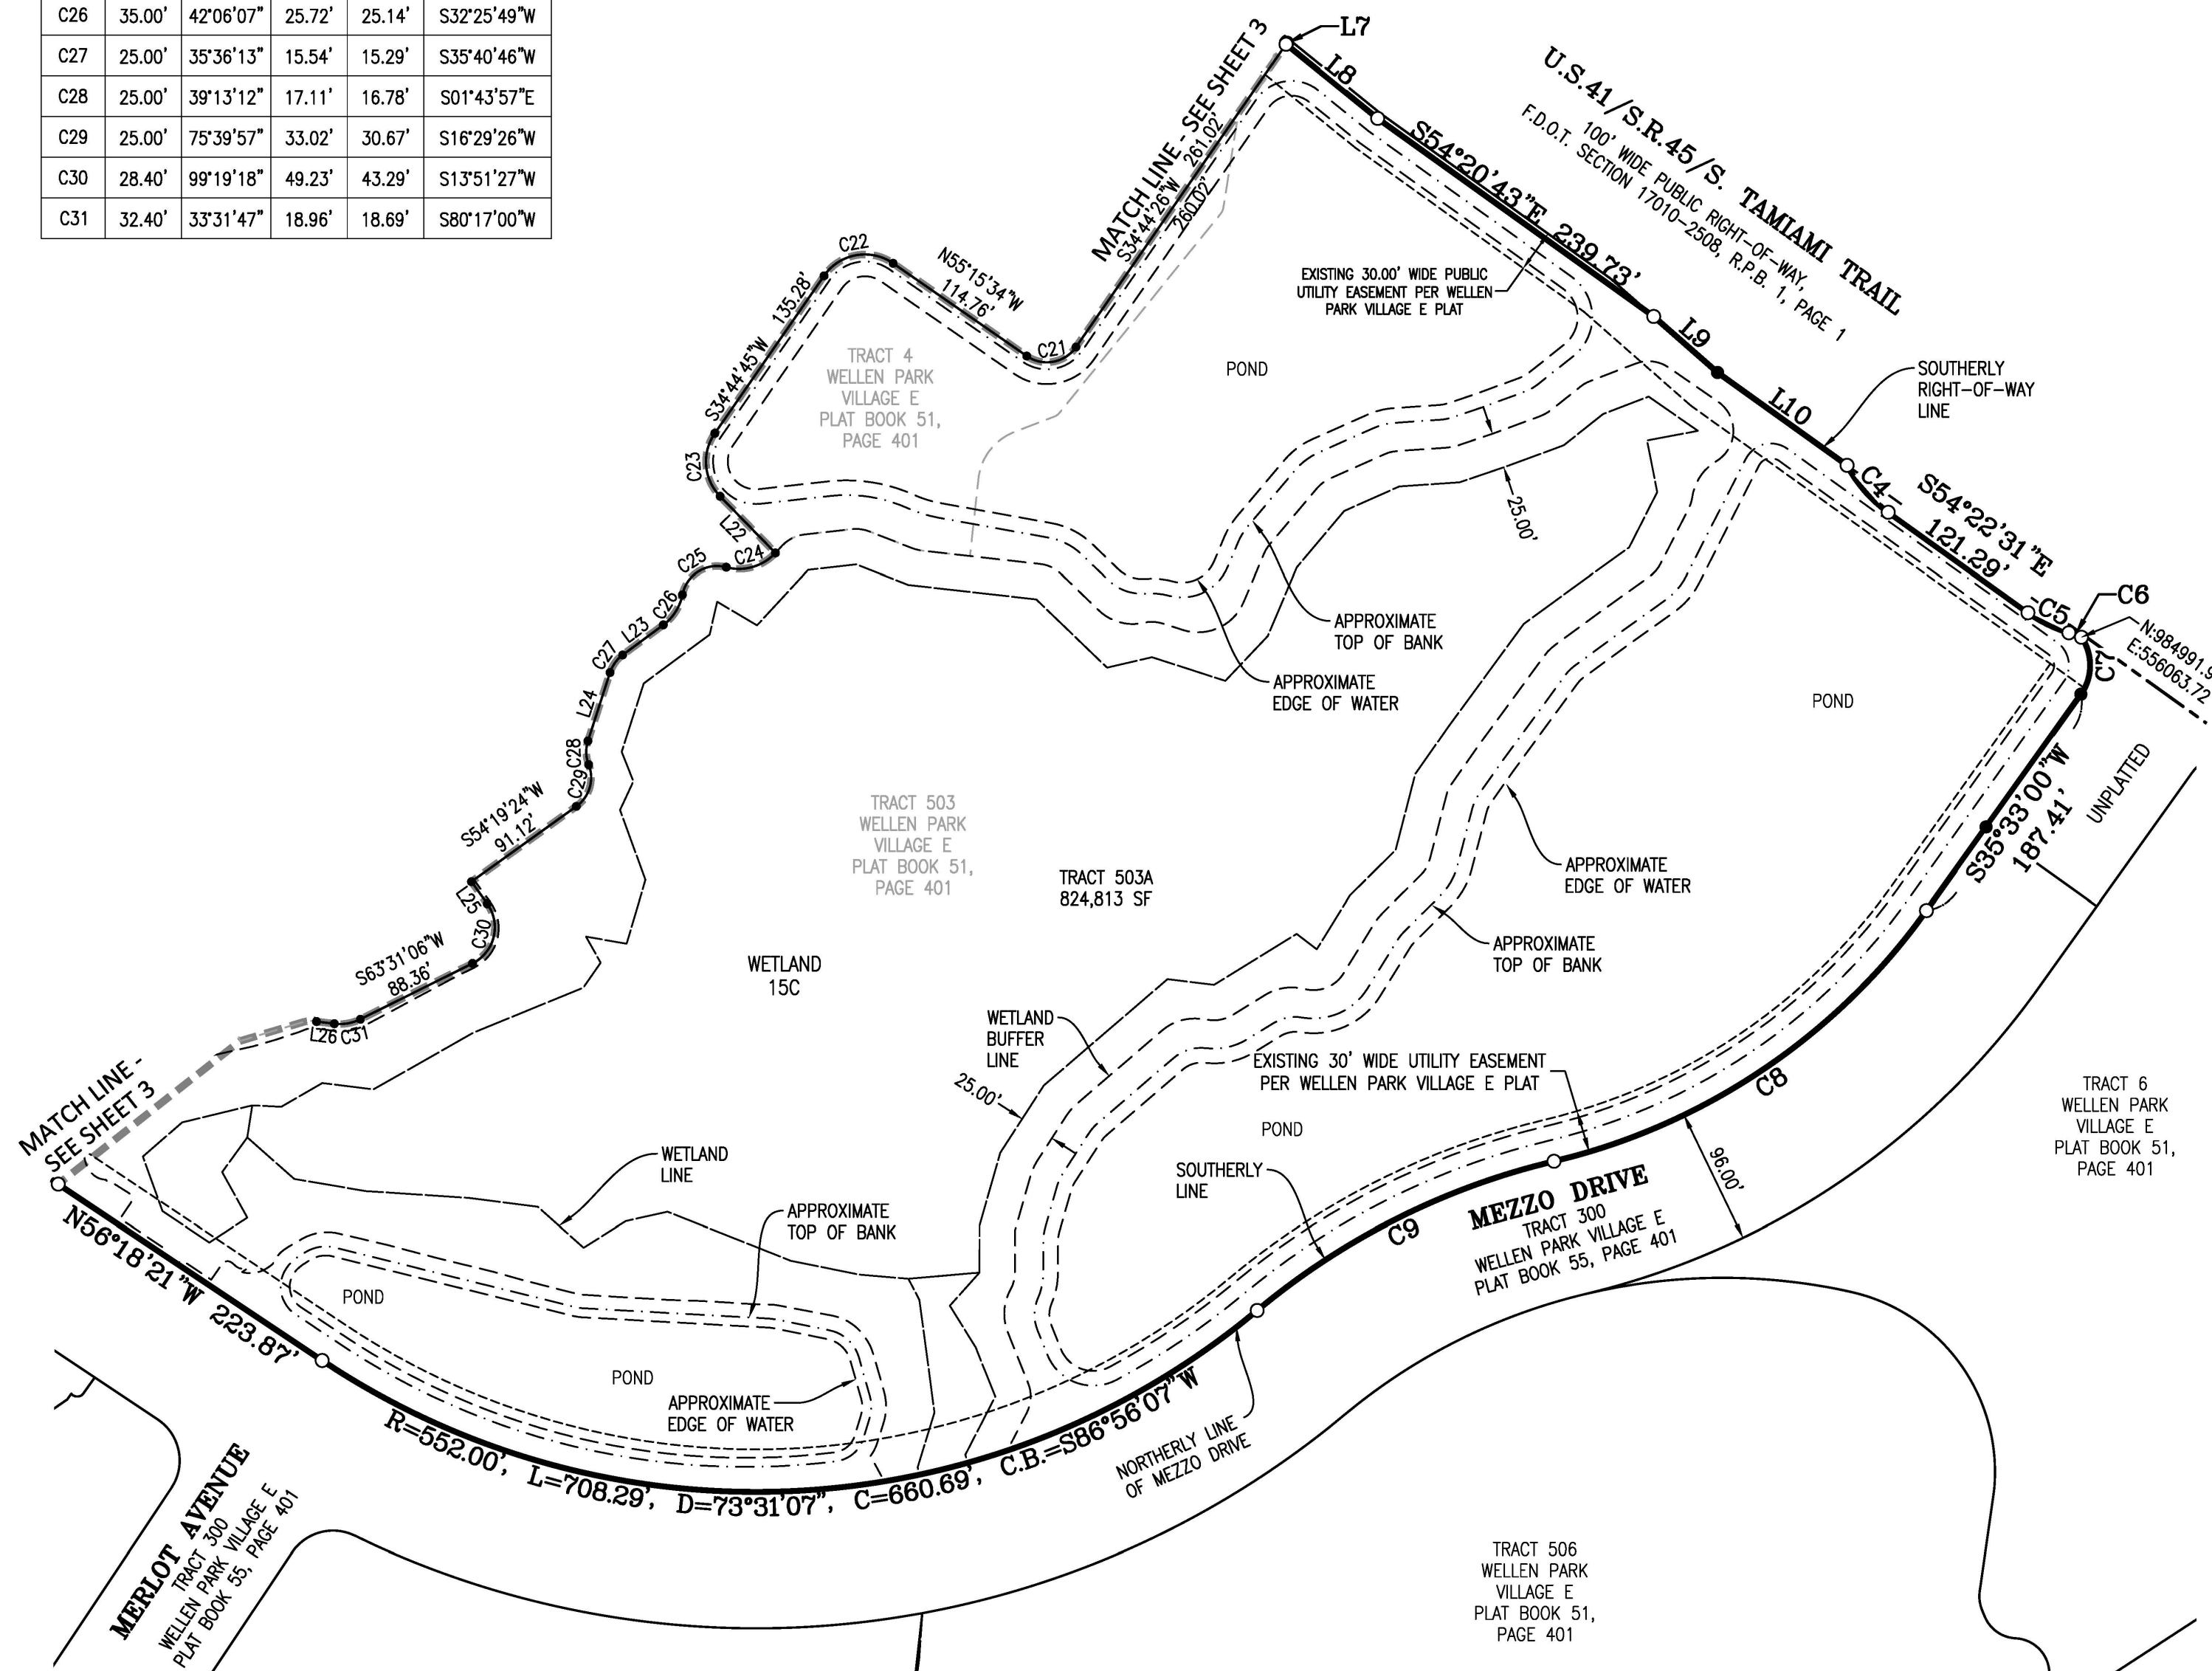 C26 35.00' 42°06'07" 25.72' 25.14' S32°25'49"W
C27 25.00' 35°36'13" 15.54' 15.29' S35°40'46"W
C28 25.00' 39°13'12" 17.11' 16.78' S01°43'57"E
C29 25.00' 75°39'57" 33.02' 30.67' S16°29'26"W
C30 28.40' 99°19'18" 49.23' 43.29' S13°51'27"W
C31 32.40' 33°31'47" 18.96' 18.69' S80°17'00"W
L7
L8
MATCH LINE - SEE SHEET 3
S34°44'26"W 261.02'
260.02'
U.S.41/S.R.45/S. TAMIAMI TRAIL
100' WIDE PUBLIC RIGHT-OF-WAY,
F.D.O.T. SECTION 17010-2508, R.P.B. 1, PAGE 1
S54°20'43"E 239.73'
EXISTING 30.00' WIDE PUBLIC
UTILITY EASEMENT PER WELLEN
PARK VILLAGE E PLAT
L9
L10
SOUTHERLY
RIGHT-OF-WAY
LINE
C4
S54°22'31"E
121.29'
C5
C6
N:984991.9
E:556063.72
C7
C22
N55°15'34"W
114.76'
C21
135.28'
S34°44'45"W
TRACT 4
WELLEN PARK
VILLAGE E
PLAT BOOK 51,
PAGE 401
POND
C23
L22
C24
C25
C26
L23
C27
L24
C28
C29
25.00'
APPROXIMATE
TOP OF BANK
APPROXIMATE
EDGE OF WATER
POND
S35°33'00"W
187.41'
UNPLATTED
S54°19'24"W
91.12'
L25
C30
S63°31'06"W
88.36'
L26
C31
TRACT 503
WELLEN PARK
VILLAGE E
PLAT BOOK 51,
PAGE 401
TRACT 503A
824,813 SF
WETLAND
15C
APPROXIMATE
EDGE OF WATER
APPROXIMATE
TOP OF BANK
WETLAND
BUFFER
LINE
25.00'
EXISTING 30' WIDE UTILITY EASEMENT
PER WELLEN PARK VILLAGE E PLAT
C8
POND
TRACT 6
WELLEN PARK
VILLAGE E
PLAT BOOK 51,
PAGE 401
MATCH LINE -
SEE SHEET 3
WETLAND
LINE
SOUTHERLY
LINE
96.00'
C9
MEZZO DRIVE
TRACT 300
WELLEN PARK VILLAGE E
PLAT BOOK 55, PAGE 401
APPROXIMATE
TOP OF BANK
N56°18'21"W 223.87'
POND
POND
APPROXIMATE
EDGE OF WATER
R=552.00', L=708.29', D=73°31'07", C=660.69', C.B.=S86°56'07"W
NORTHERLY LINE
OF MEZZO DRIVE
MERLOT AVENUE
TRACT 300
WELLEN PARK VILLAGE E
PLAT BOOK 55, PAGE 401
TRACT 506
WELLEN PARK
VILLAGE E
PLAT BOOK 51,
PAGE 401